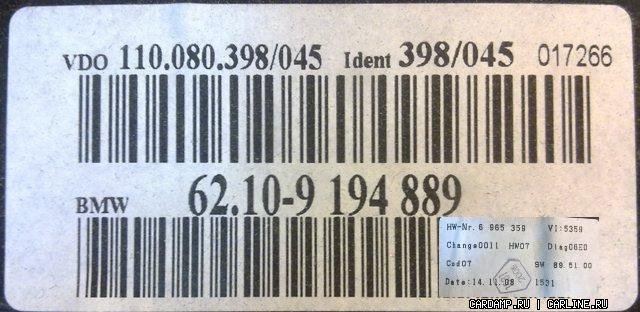 VDO 110.080.398/045 Ident 398/045 017266
BMW 62.10-9 194 889
HW-Nr. 6 965 359 VI:5359
Change0011 HW07 Diag06E0
Cod07 SW 89.51.00
Date:14.11.08 1531
CARDAMP.RU | CARLINE.RU